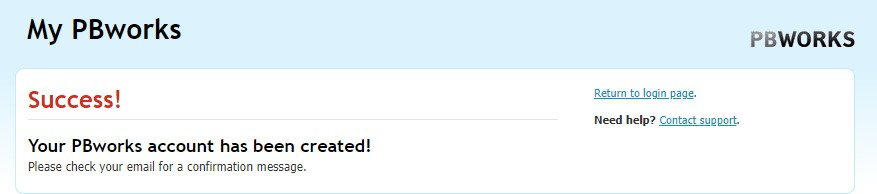 My PBworks
PBWORKS
Success!
Your PBworks account has been created!
Please check your email for a confirmation message.
Return to login page.
Need help? Contact support.